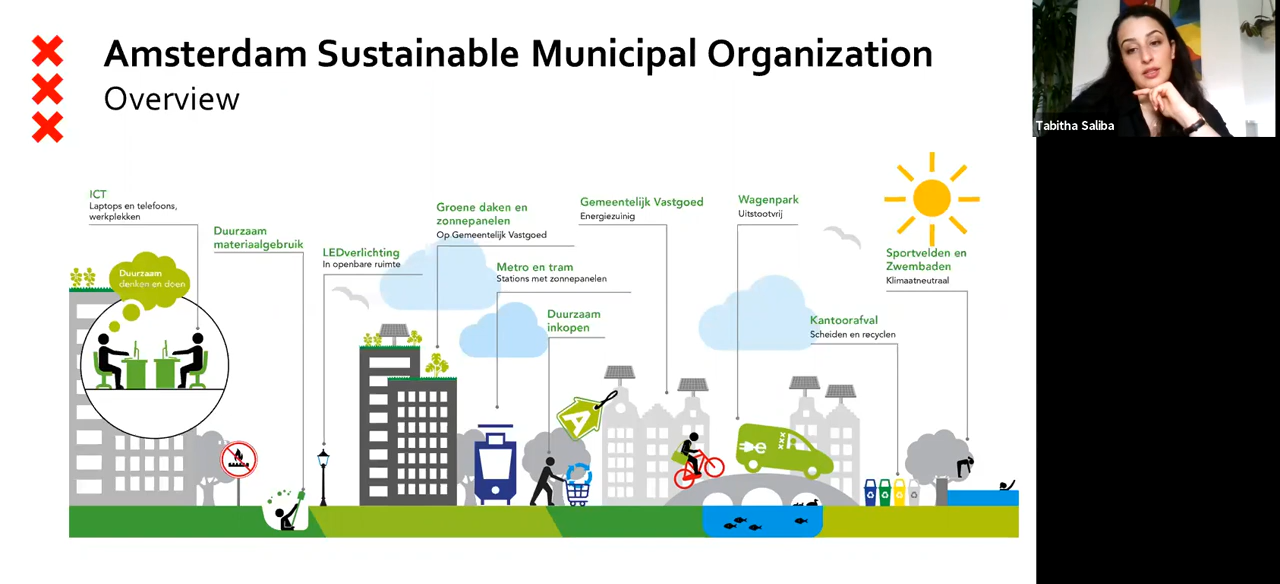 Amsterdam Sustainable Municipal Organization
Overview
Tabitha Saliba
ICT
Laptops en telefoons,
werkplekken
Duurzaam
materiaalgebruik
LEDverlichting
In openbare ruimte
Groene daken en
zonnepanelen
Op Gemeentelijk Vastgoed
Metro en tram
Stations met zonnepanelen
Duurzaam
inkopen
Gemeentelijk Vastgoed
Energiezuinig
Wagenpark
Uitstootvrij
Sportvelden en
Zwembaden
Klimaatneutraal
Kantoorafval
Scheiden en recyclen
Duurzaam
denken en doen
A
e
xxx